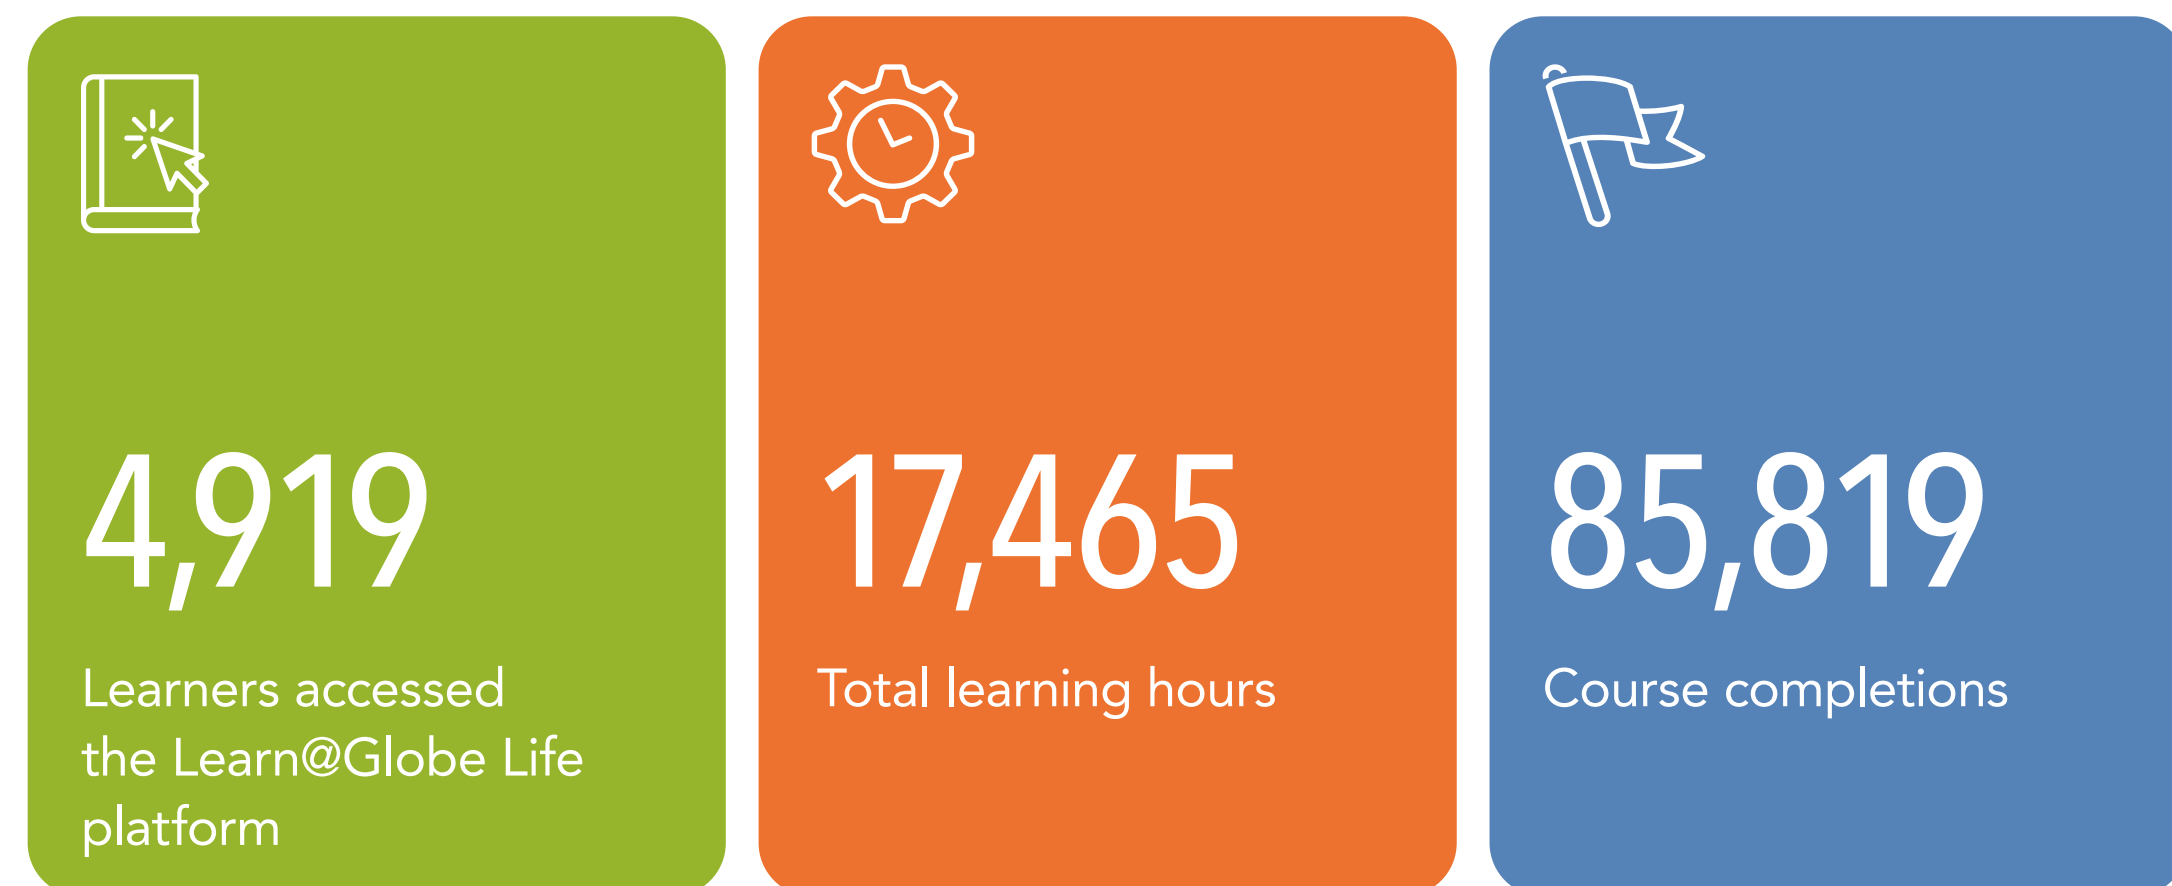 4,919
Learners accessed
the Learn@Globe Life
platform
17,465
Total learning hours
85,819
Course completions